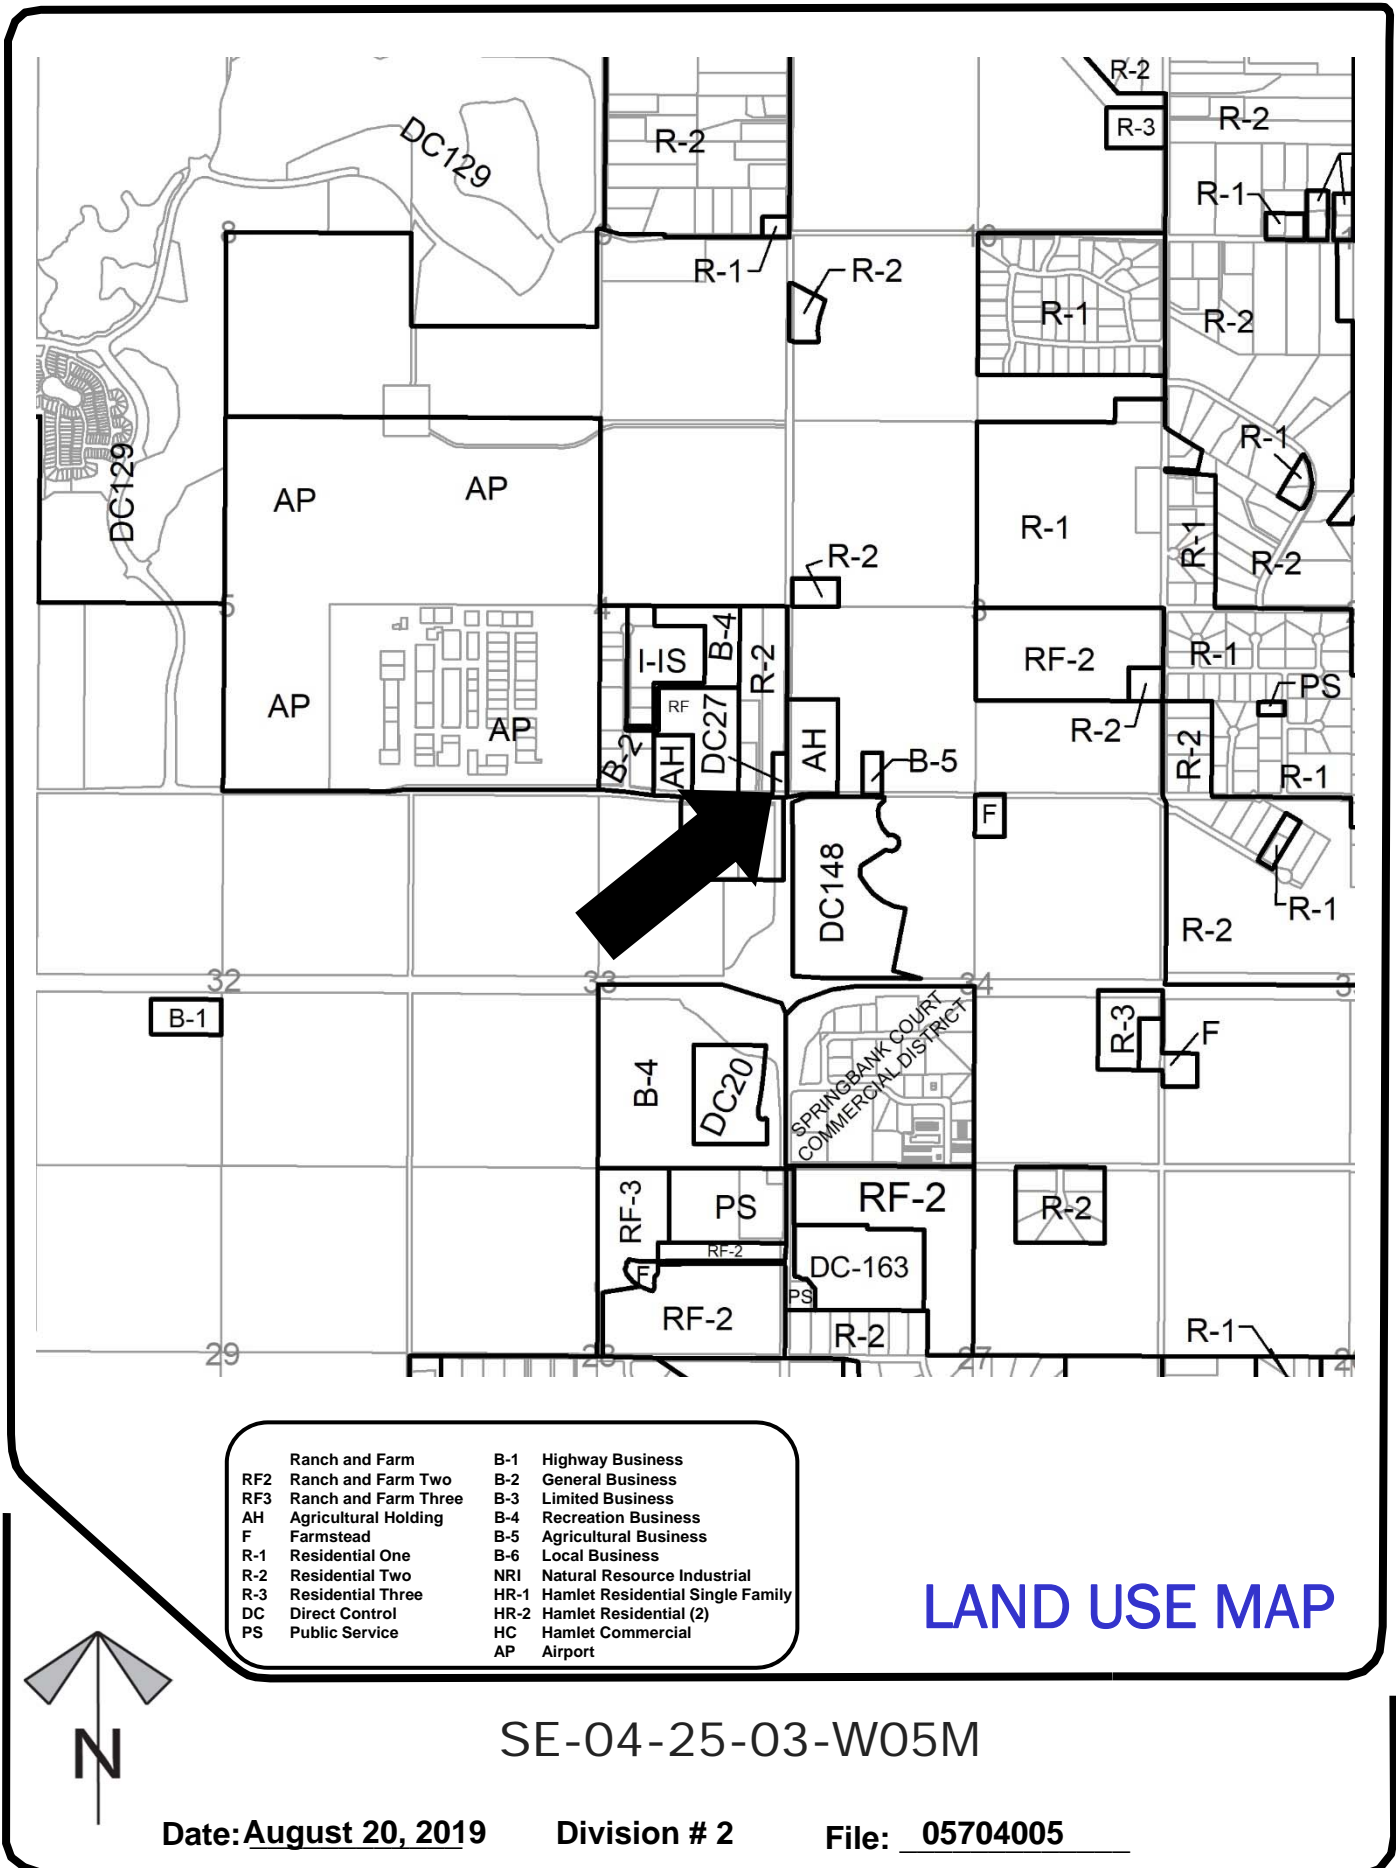 R-2
R-3
R-2
R-2
DC129
R-1
8
9
10
R-1
R-2
R-1
R-2
DC129
AP
AP
R-1
R-1
R-1
R-2
R-2
5
4
3
I-IS
B-4
R-2
RF-2
R-1
PS
RF
DC27
AP
AP
B-2
AH
AH
B-5
R-2
R-2
R-1
F
DC148
R-1
R-2
32
33
34
B-1
B-4
DC20
SPRINGBANK COURT
COMMERCIAL DISTRICT
R-3
F
RF-3
PS
RF-2
RF-2
R-2
F
DC-163
PS
RF-2
R-2
R-1
29
28
27
Ranch and Farm
RF2 Ranch and Farm Two
RF3 Ranch and Farm Three
AH Agricultural Holding
F Farmstead
R-1 Residential One
R-2 Residential Two
R-3 Residential Three
DC Direct Control
PS Public Service
B-1 Highway Business
B-2 General Business
B-3 Limited Business
B-4 Recreation Business
B-5 Agricultural Business
B-6 Local Business
NRI Natural Resource Industrial
HR-1 Hamlet Residential Single Family
HR-2 Hamlet Residential (2)
HC Hamlet Commercial
AP Airport
LAND USE MAP
N
SE-04-25-03-W05M
Date: August 20, 2019 Division # 2 File: 05704005